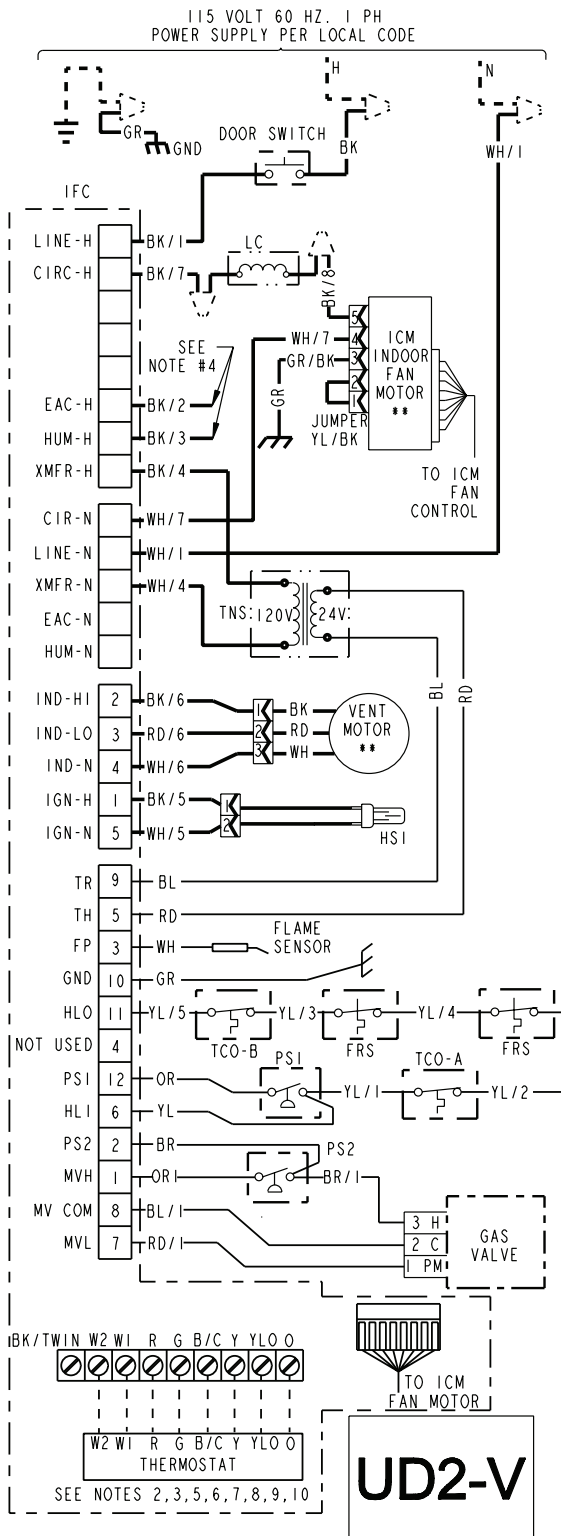 115 VOLT 60 HZ. 1 PH
POWER SUPPLY PER LOCAL CODE
H
N
GR
GND
DOOR SWITCH
BK
WH/1
IFC
LINE-H BK/1
LC
CIRC-H BK/7
BK/8
5
4
3
2
1
ICM
INDOOR
FAN
MOTOR
**
WH/7
GR/BK
GR
JUMPER
YL/BK
SEE
NOTE #4
TO ICM
FAN
CONTROL
EAC-H BK/2
HUM-H BK/3
XMFR-H BK/4
CIR-N WH/7
LINE-N WH/1
XMFR-N WH/4
EAC-N
HUM-N
TNS 120V 24V
BL
RD
IND-HI 2 BK/6 1 BK
IND-LO 3 RD/6 2 RD
IND-N 4 WH/6 3 WH
VENT
MOTOR
**
IGN-H 1 BK/5 1
IGN-N 5 WH/5 2
HSI
TR 9 BL
TH 5 RD
FP 3 WH
FLAME
SENSOR
GND 10 GR
HLO 11 YL/5 YL/3 YL/4
TCO-B FRS FRS
NOT USED 4
PS1 12 OR
PS1
YL/1
TCO-A
YL/2
HLI 6 YL
PS2 2 BR
PS2
MVH 1 OR1 BR/1
MV COM 8 BL/1
MVL 7 RD/1
3 H
2 C
1 PM
GAS
VALVE
BK/TWIN W2 W1 R G B/C Y YLO O
TO ICM
FAN MOTOR
W2 W1 R G B/C Y YLO O
THERMOSTAT
SEE NOTES 2,3,5,6,7,8,9,10
UD2-V